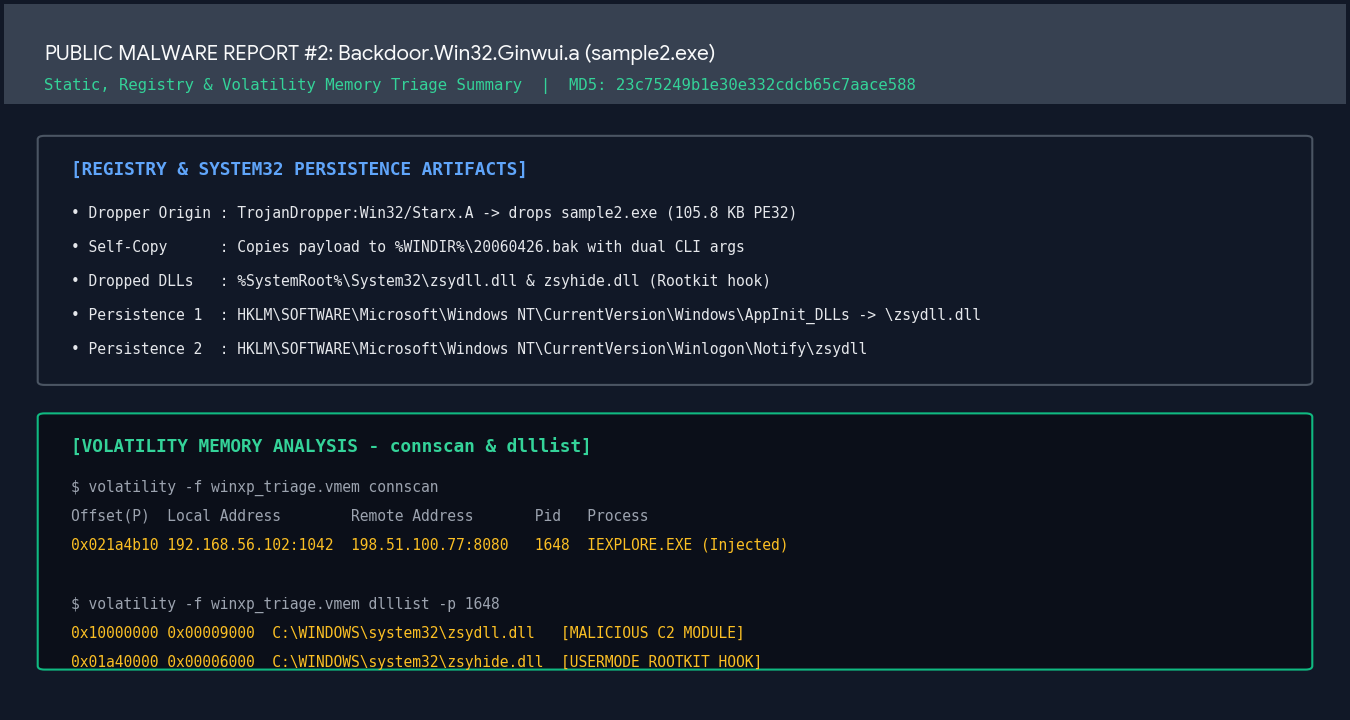 PUBLIC MALWARE REPORT #2: Backdoor.Win32.Ginwui.a (sample2.exe)
Static, Registry & Volatility Memory Triage Summary  |  MD5: 23c75249b1e30e332cdcb65c7aace588
[REGISTRY & SYSTEM32 PERSISTENCE ARTIFACTS]
• Dropper Origin : TrojanDropper:Win32/Starx.A -> drops sample2.exe (105.8 KB PE32)
• Self-Copy      : Copies payload to %WINDIR%\20060426.bak with dual CLI args
• Dropped DLLs   : %SystemRoot%\System32\zsydll.dll & zsyhide.dll (Rootkit hook)
• Persistence 1  : HKLM\SOFTWARE\Microsoft\Windows NT\CurrentVersion\Windows\AppInit_DLLs -> \zsydll.dll
• Persistence 2  : HKLM\SOFTWARE\Microsoft\Windows NT\CurrentVersion\Winlogon\Notify\zsydll
[VOLATILITY MEMORY ANALYSIS - connscan & dlllist]
$ volatility -f winxp_triage.vmem connscan
Offset(P)  Local Address        Remote Address       Pid   Process
0x021a4b10 192.168.56.102:1042  198.51.100.77:8080   1648  IEXPLORE.EXE (Injected)
$ volatility -f winxp_triage.vmem dlllist -p 1648
0x10000000 0x00009000  C:\WINDOWS\system32\zsydll.dll   [MALICIOUS C2 MODULE]
0x01a40000 0x00006000  C:\WINDOWS\system32\zsyhide.dll  [USERMODE ROOTKIT HOOK]